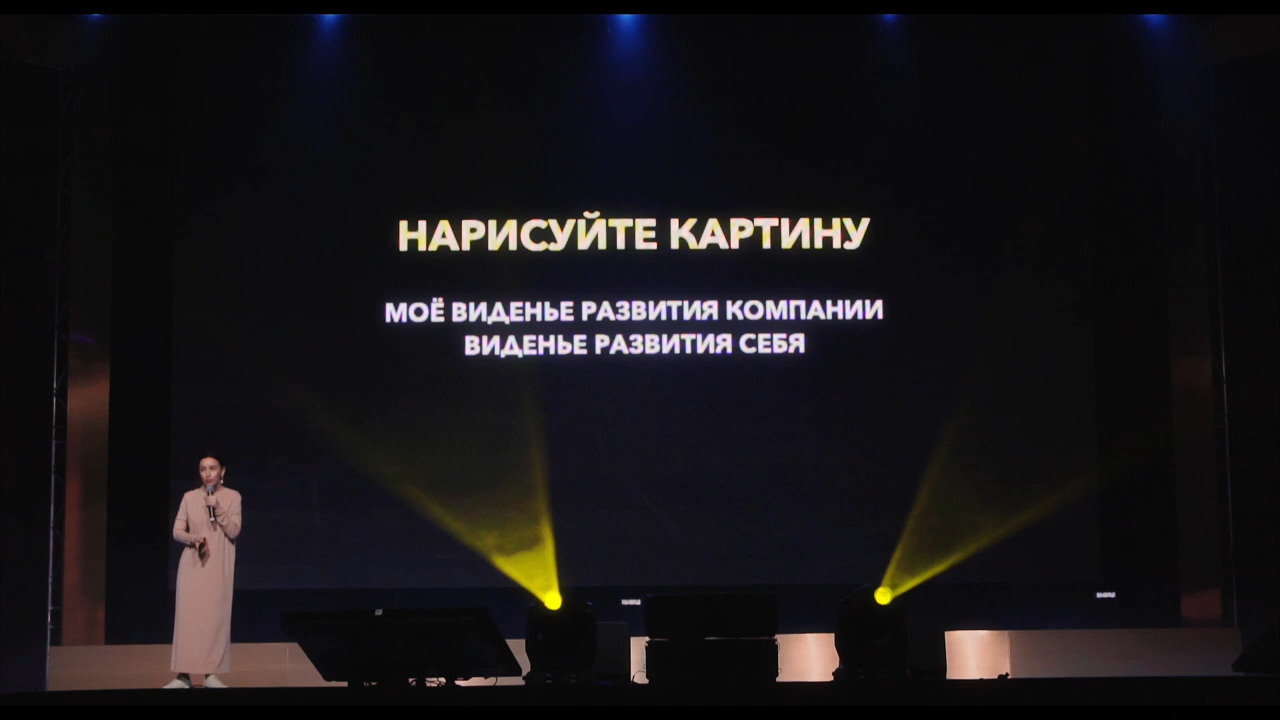 НАРИСУЙТЕ КАРТИНУ
МОЁ ВИДЕНЬЕ РАЗВИТИЯ КОМПАНИИ
ВИДЕНЬЕ РАЗВИТИЯ СЕБЯ